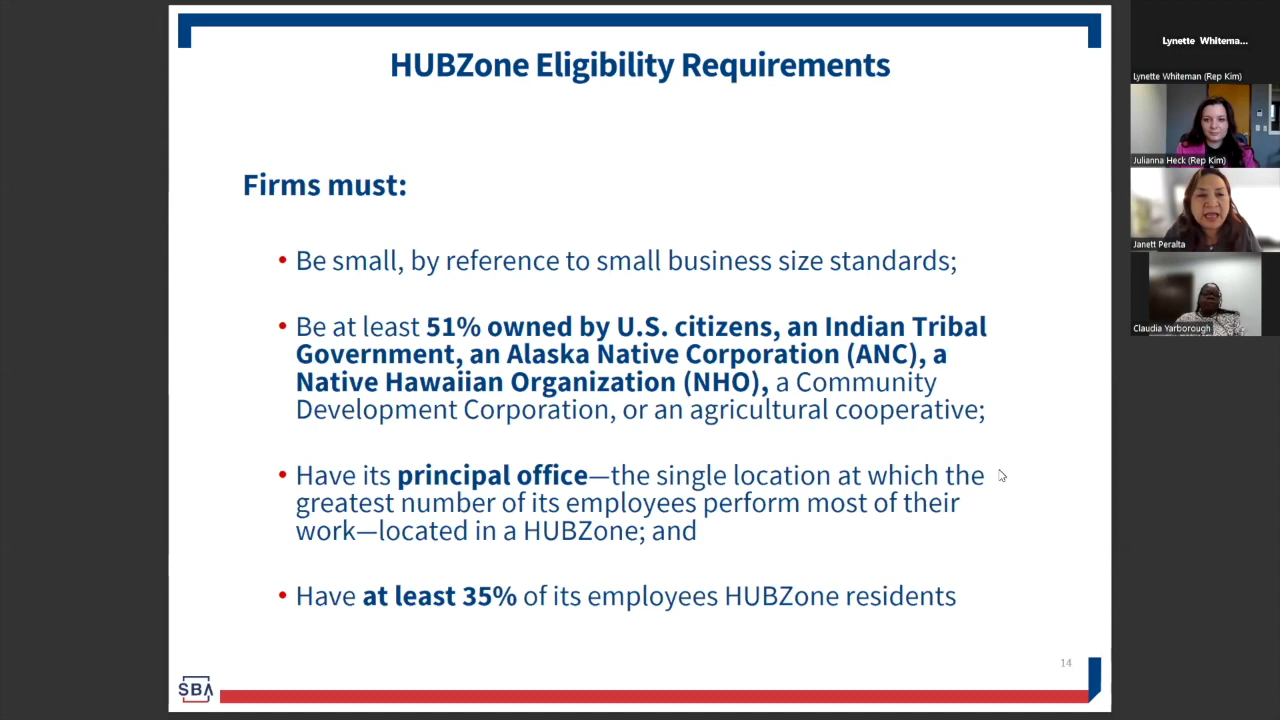 HUBZone Eligibility Requirements
Firms must:
• Be small, by reference to small business size standards;
• Be at least 51% owned by U.S. citizens, an Indian Tribal
Government, an Alaska Native Corporation (ANC), a
Native Hawaiian Organization (NHO), a Community
Development Corporation, or an agricultural cooperative;
• Have its principal office—the single location at which the
greatest number of its employees perform most of their
work—located in a HUBZone; and
• Have at least 35% of its employees HUBZone residents
14
SBA
Lynette Whitema...
Lynette Whiteman (Rep Kim)
Julianna Heck (Rep Kim)
Janett Peralta
Claudia Yarborough